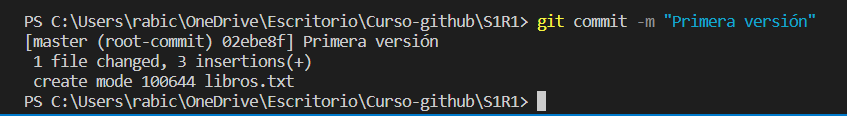 PS C:\Users\rabic\OneDrive\Escritorio\Curso-github\S1R1> git commit -m "Primera versión"
[master (root-commit) 02ebe8f] Primera versión
 1 file changed, 3 insertions(+)
 create mode 100644 libros.txt
PS C:\Users\rabic\OneDrive\Escritorio\Curso-github\S1R1>